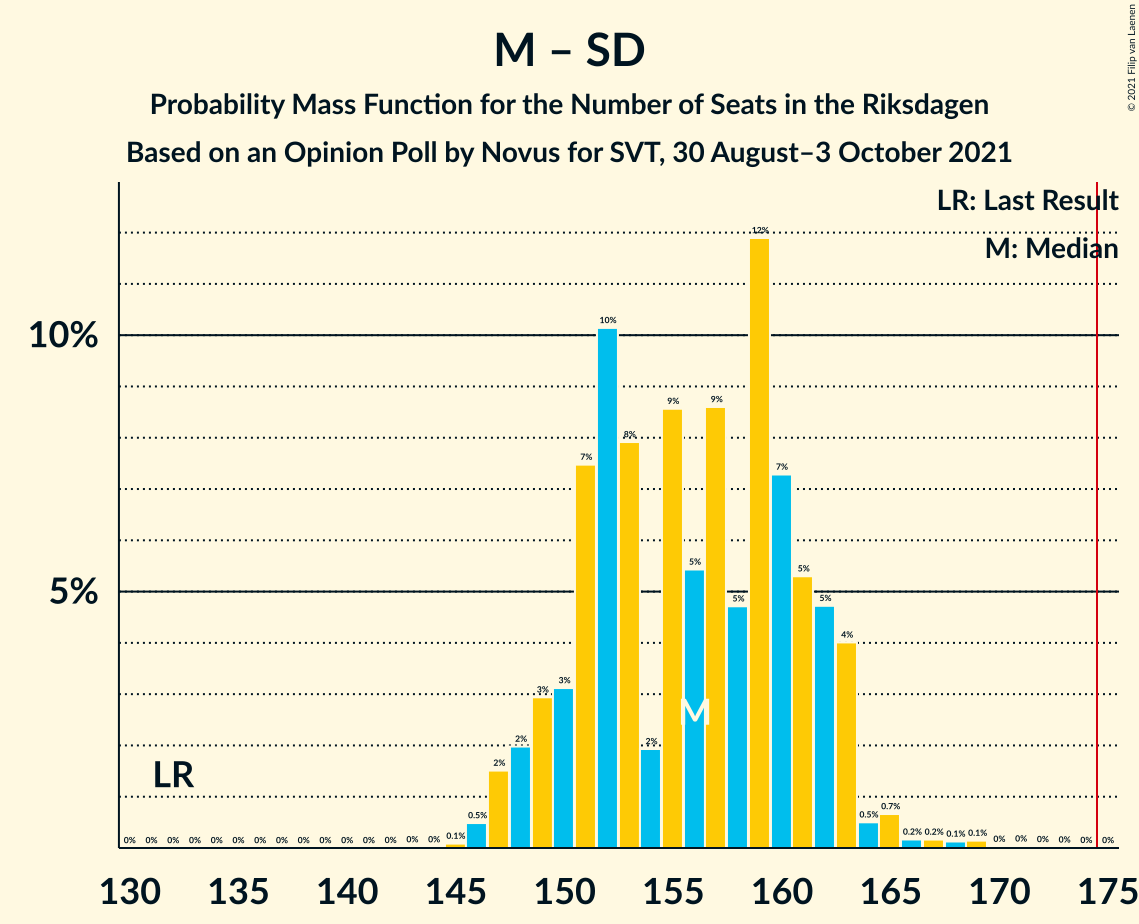 M – SD
Probability Mass Function for the Number of Seats in the Riksdagen
Based on an Opinion Poll by Novus for SVT, 30 August–3 October 2021
© 2021 Filip van Laenen
LR: Last Result
M: Median
10%
5%
LR
M
0% 0% 0% 0% 0% 0% 0% 0% 0% 0% 0% 0% 0% 0% 0% 0.1% 0.5% 2% 2% 3% 3% 7% 10% 8% 2% 9% 5% 9% 5% 12% 7% 5% 5% 4% 0.5% 0.7% 0.2% 0.2% 0.1% 0.1% 0% 0% 0% 0% 0% 0%
130 135 140 145 150 155 160 165 170 175